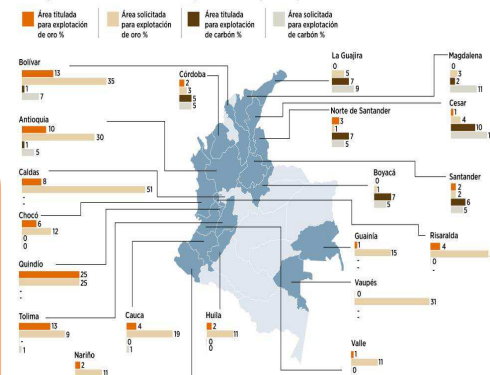 Área titulada
para explotación
de oro %
Área solicitada
para explotación
de oro %
Área titulada
para explotación
de carbón %
Área solicitada
para explotación
de carbón %
Bolívar
13
35
1
7
Córdoba
2
3
5
5
La Guajira
0
5
7
9
Magdalena
0
3
2
11
Antioquia
10
30
1
5
Norte de Santander
3
1
7
5
Cesar
1
4
10
1
Caldas
8
51
-
-
Boyacá
0
1
7
5
Santander
2
2
6
5
Chocó
6
12
0
0
Guainía
1
15
-
-
Risaralda
4
-
-
Quindío
25
25
-
-
Vaupés
0
31
-
-
Tolima
13
9
-
1
Cauca
4
19
0
1
Huila
2
11
0
0
Valle
1
11
0
Nariño
2
11